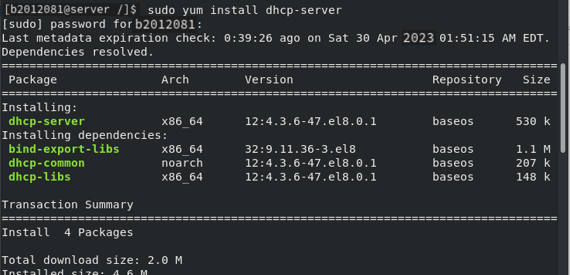 [b2012081@server /]$ sudo yum install dhcp-server
[sudo] password for b2012081:
Last metadata expiration check: 0:39:26 ago on Sat 30 Apr 2023 01:51:15 AM EDT.
Dependencies resolved.
================================================================================
Package Arch Version Repository Size
================================================================================
Installing:
dhcp-server x86_64 12:4.3.6-47.el8.0.1 baseos 530 k
Installing dependencies:
bind-export-libs x86_64 32:9.11.36-3.el8 baseos 1.1 M
dhcp-common noarch 12:4.3.6-47.el8.0.1 baseos 207 k
dhcp-libs x86_64 12:4.3.6-47.el8.0.1 baseos 148 k
Transaction Summary
================================================================================
Install 4 Packages
Total download size: 2.0 M
Installed size: 4.6 M